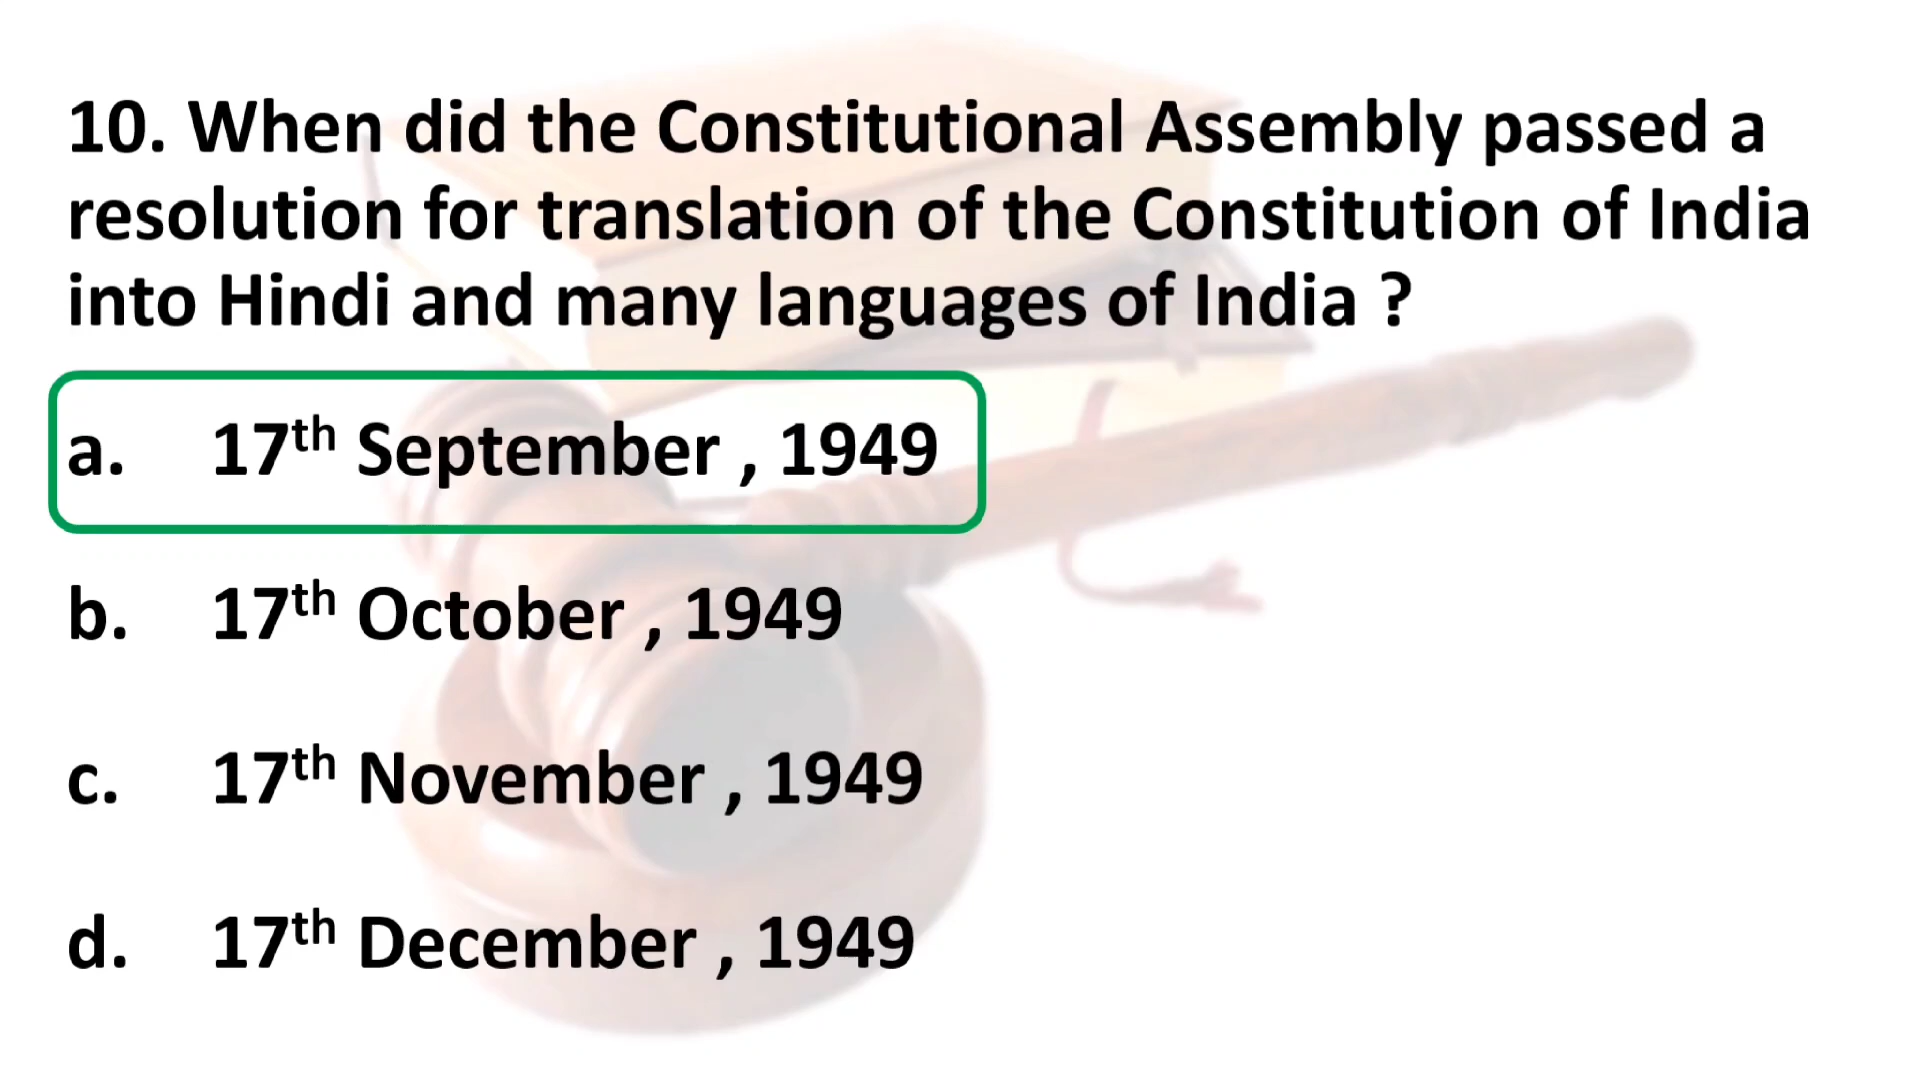 10. When did the Constitutional Assembly passed a
resolution for translation of the Constitution of India
into Hindi and many languages of India ?
a. 17th September , 1949
b. 17th October , 1949
c. 17th November , 1949
d. 17th December , 1949